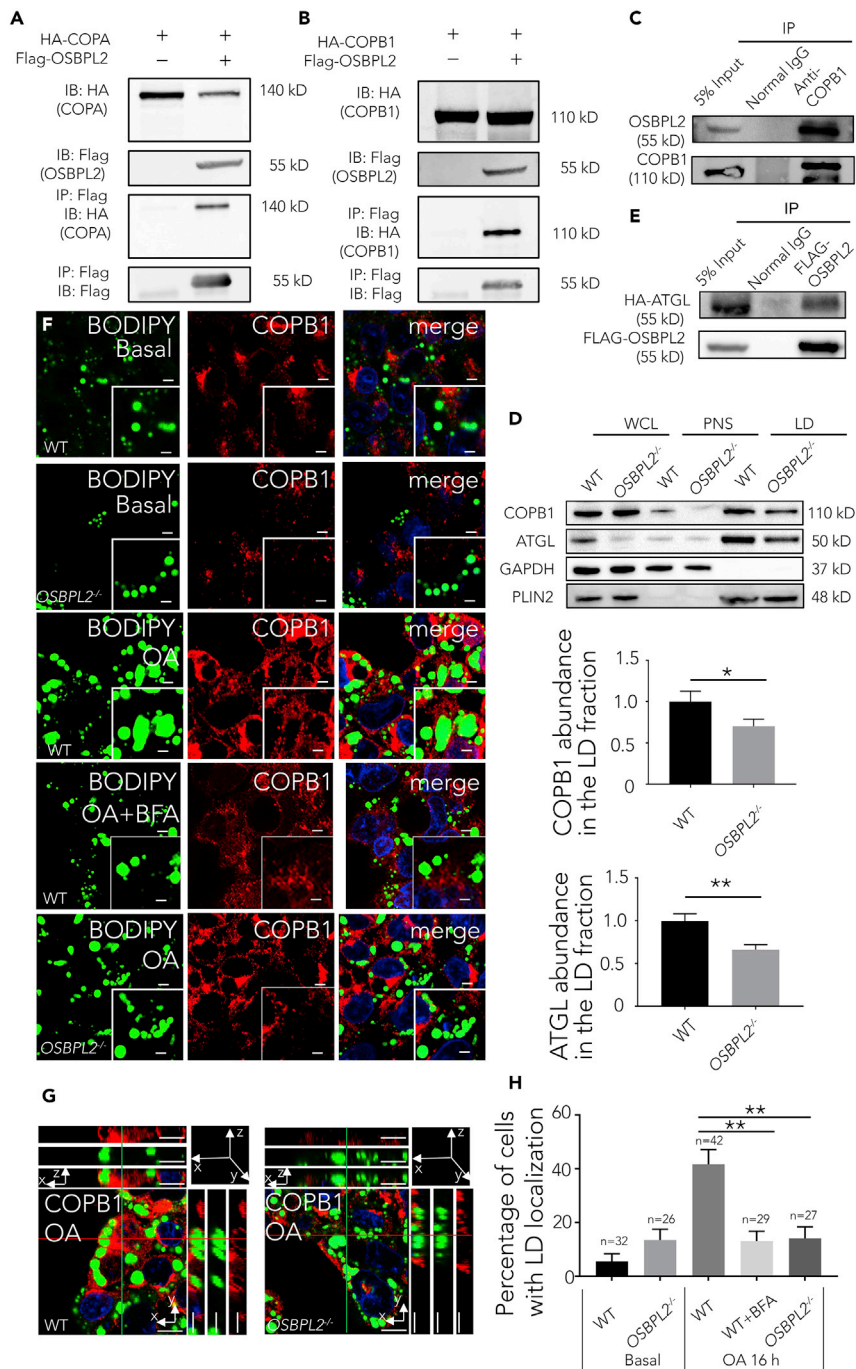 A
HA-COPA + +
Flag-OSBPL2 – +
IB: HA
(COPA)
140 kD
IB: Flag
(OSBPL2)
55 kD
IP: Flag
IB: HA
(COPA)
140 kD
IP: Flag
IB: Flag
55 kD
B
HA-COPB1 + +
Flag-OSBPL2 – +
IB: HA
(COPB1)
110 kD
IB: Flag
(OSBPL2)
55 kD
IP: Flag
IB: HA
(COPB1)
110 kD
IP: Flag
IB: Flag
55 kD
C
IP
5% Input
Normal IgG
Anti-
COPB1
OSBPL2
(55 kD)
COPB1
(110 kD)
E
IP
5% Input
Normal IgG
FLAG-
OSBPL2
HA-ATGL
(55 kD)
FLAG-OSBPL2
(55 kD)
D
WCL PNS LD
WT OSBPL2-/- WT OSBPL2-/- WT OSBPL2-/-
COPB1 110 kD
ATGL 50 kD
GAPDH 37 kD
PLIN2 48 kD
COPB1 abundance
in the LD fraction
1.5
1.0
0.5
0
*
WT
OSBPL2-/-
ATGL abundance
in the LD fraction
1.5
1.0
0.5
0
**
WT
OSBPL2-/-
F
BODIPY
Basal
WT
COPB1
merge
BODIPY
Basal
OSBPL2-/-
COPB1
merge
BODIPY
OA
WT
COPB1
merge
BODIPY
OA+BFA
WT
COPB1
merge
BODIPY
OA
OSBPL2-/-
COPB1
merge
G
z
x
y
z
x
COPB1
OA
WT
y
x
z
x
y
z
x
COPB1
OA
OSBPL2-/-
y
x
H
Percentage of cells
with LD localization
60
40
20
0
n=32
n=26
n=42
n=29
n=27
**
**
WT
OSBPL2-/-
WT
WT+BFA
OSBPL2-/-
Basal
OA 16 h